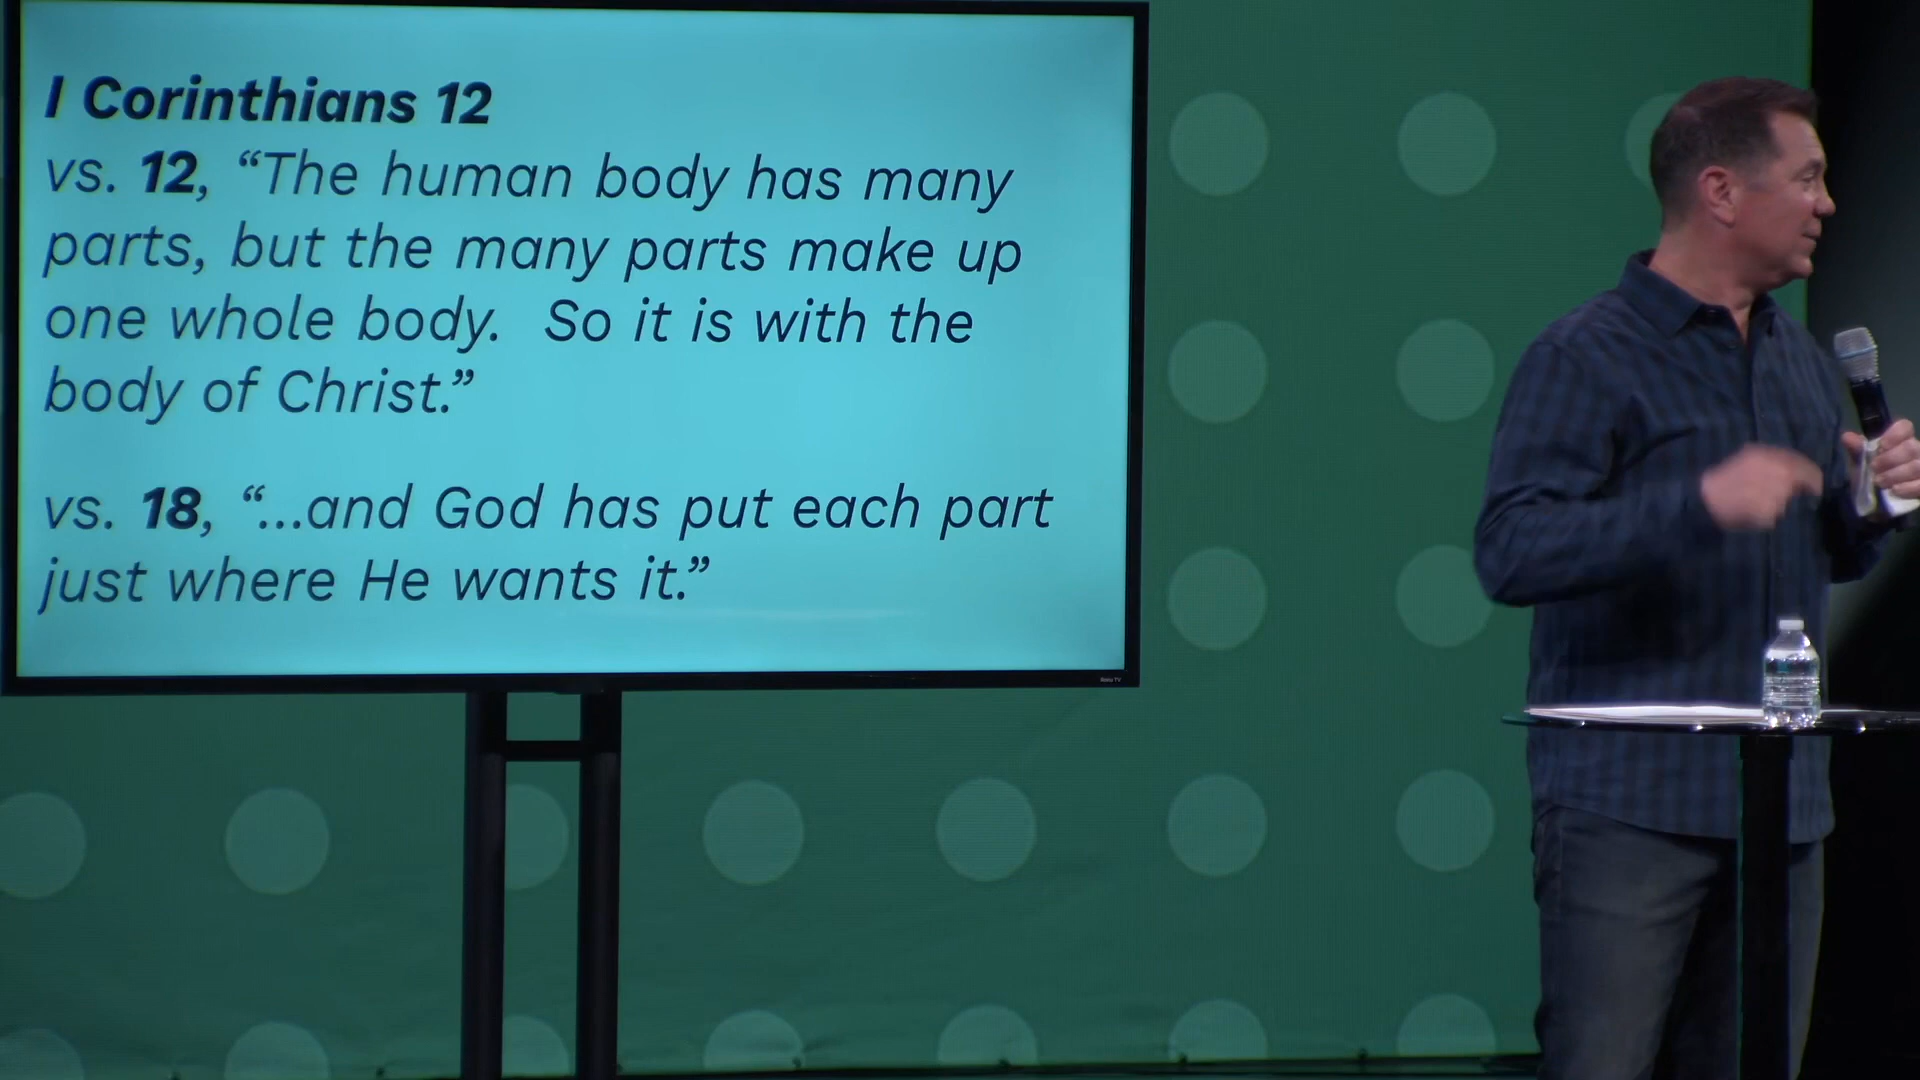 I Corinthians 12
vs. 12, “The human body has many
parts, but the many parts make up
one whole body.  So it is with the
body of Christ.”
vs. 18, “...and God has put each part
just where He wants it.”
Roku TV